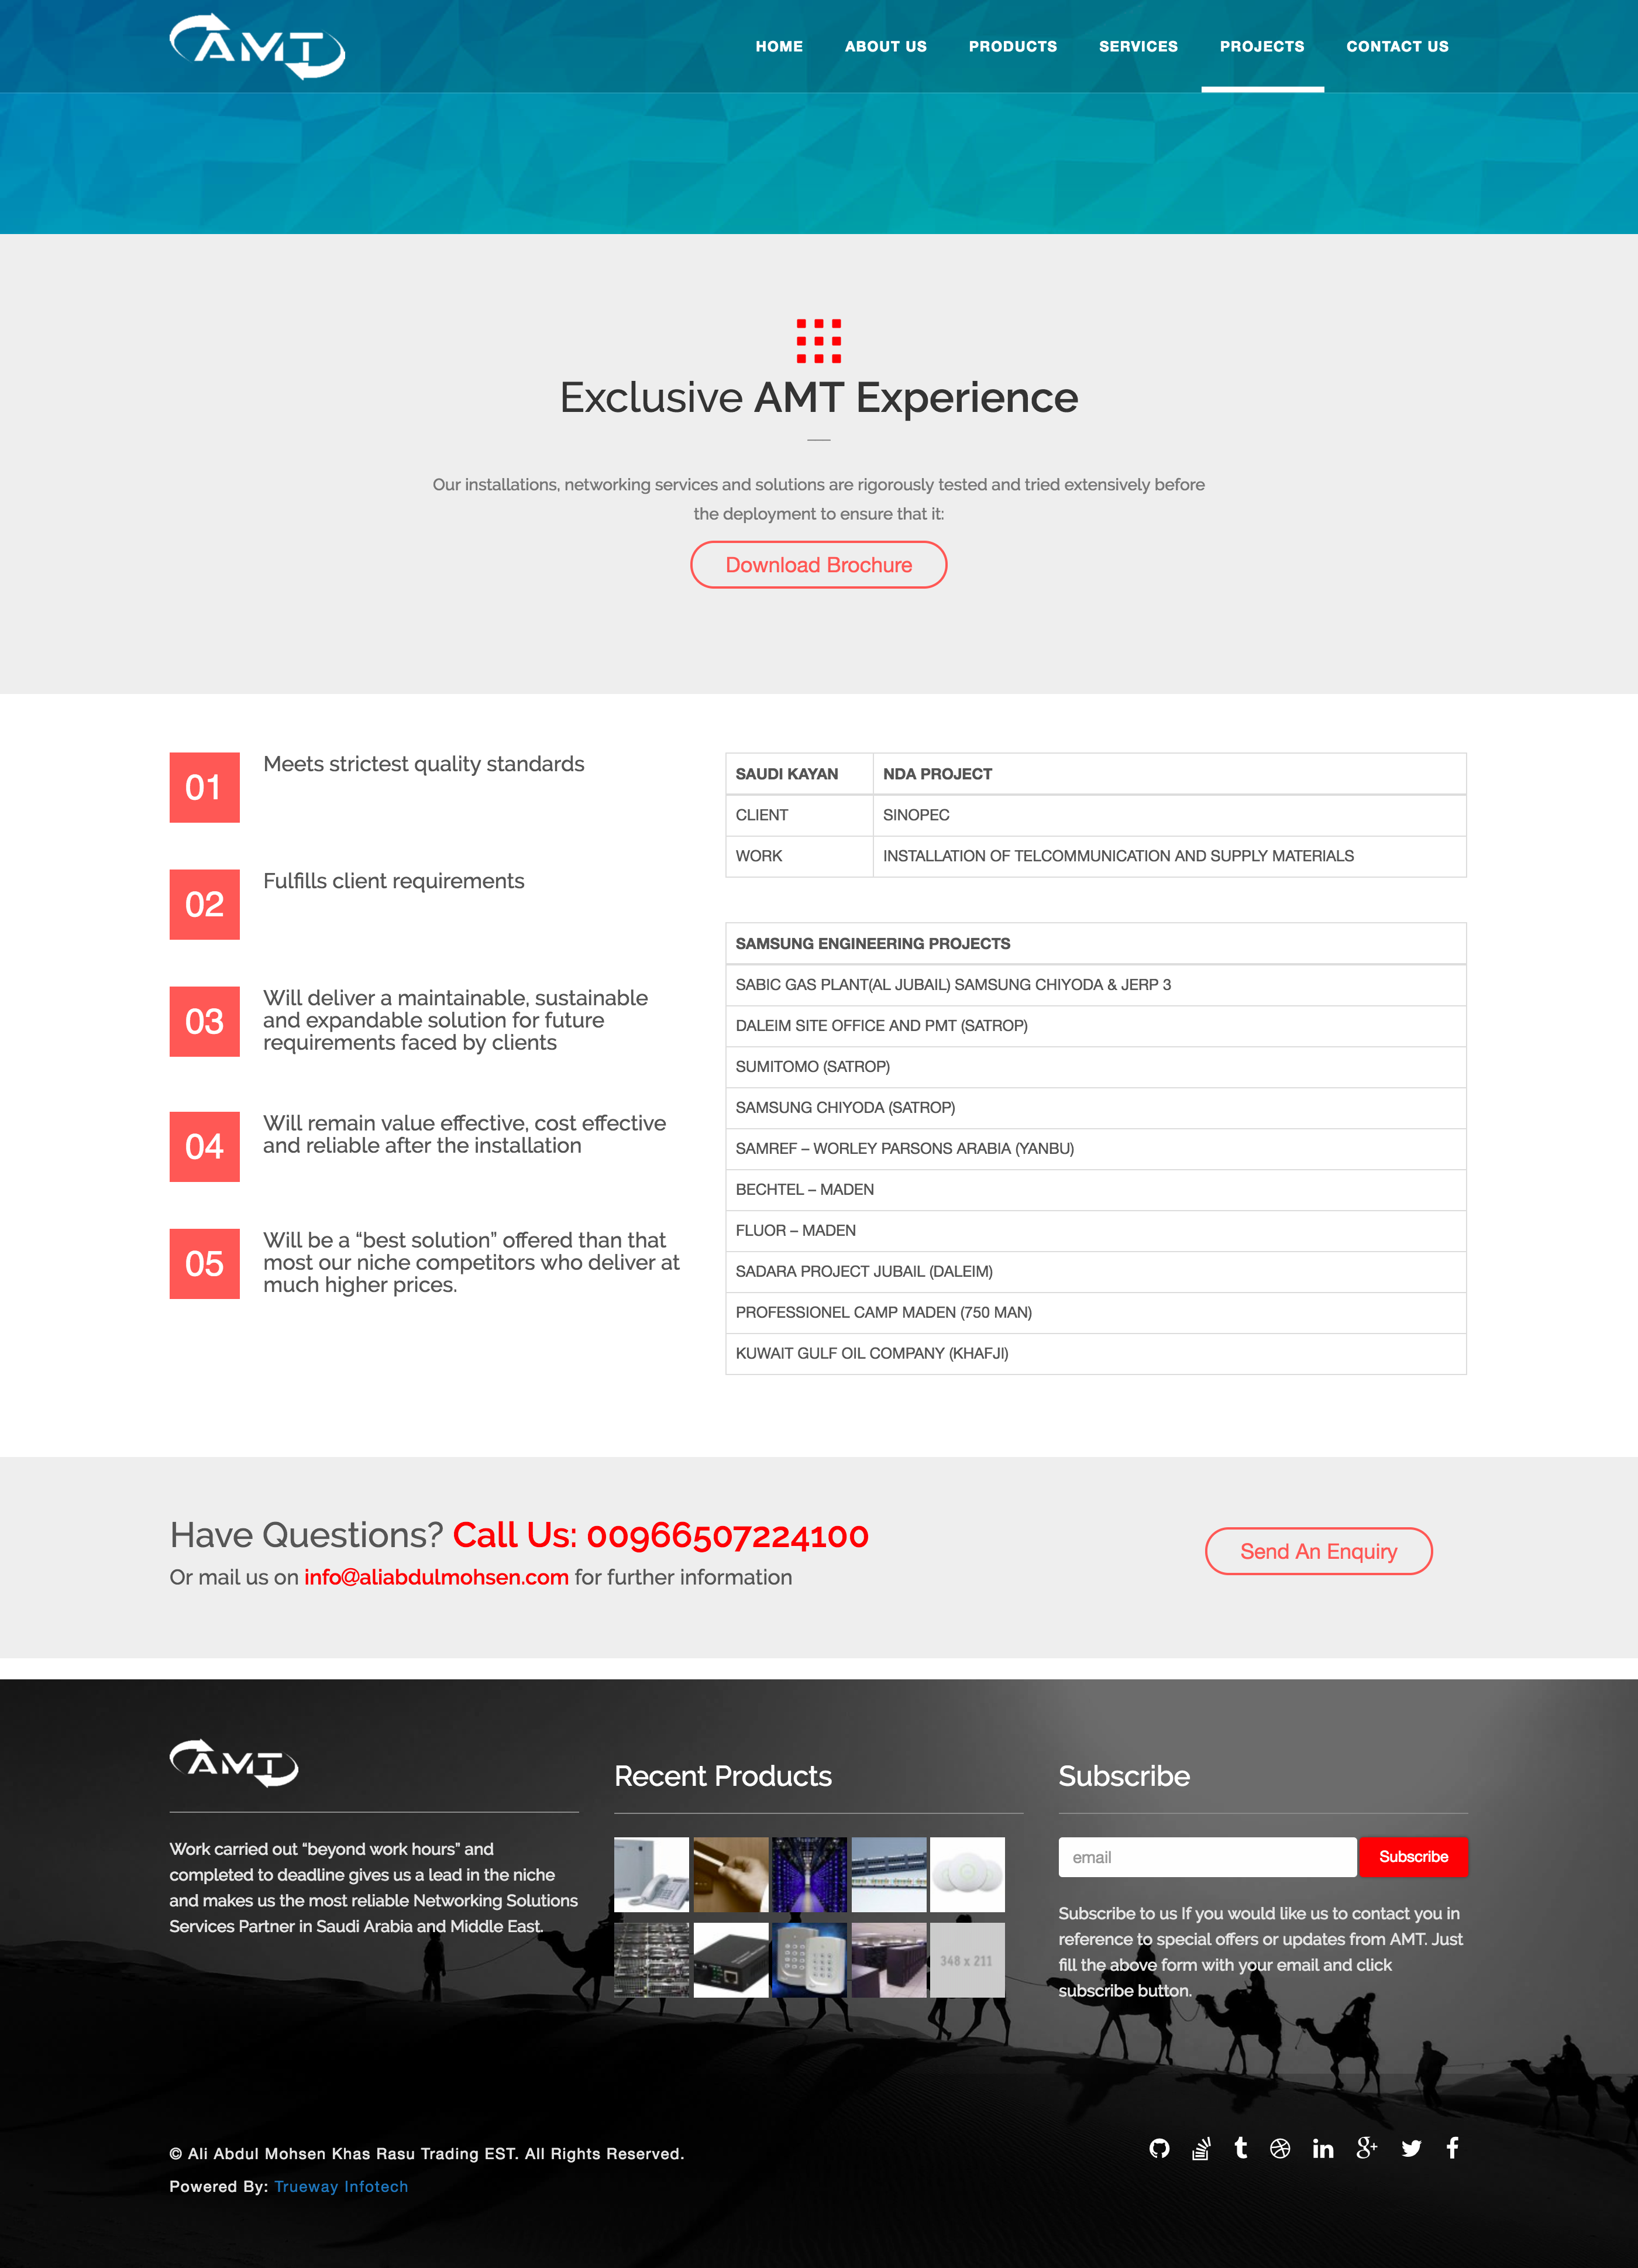 AMT
HOME ABOUT US PRODUCTS SERVICES PROJECTS CONTACT US
Exclusive AMT Experience
Our installations, networking services and solutions are rigorously tested and tried extensively before
the deployment to ensure that it:
Download Brochure
01
Meets strictest quality standards
02
Fulfills client requirements
03
Will deliver a maintainable, sustainable
and expandable solution for future
requirements faced by clients
04
Will remain value effective, cost effective
and reliable after the installation
05
Will be a “best solution” offered than that
most our niche competitors who deliver at
much higher prices.
SAUDI KAYAN NDA PROJECT
CLIENT SINOPEC
WORK INSTALLATION OF TELCOMMUNICATION AND SUPPLY MATERIALS
SAMSUNG ENGINEERING PROJECTS
SABIC GAS PLANT(AL JUBAIL) SAMSUNG CHIYODA & JERP 3
DALEIM SITE OFFICE AND PMT (SATROP)
SUMITOMO (SATROP)
SAMSUNG CHIYODA (SATROP)
SAMREF – WORLEY PARSONS ARABIA (YANBU)
BECHTEL – MADEN
FLUOR – MADEN
SADARA PROJECT JUBAIL (DALEIM)
PROFESSIONEL CAMP MADEN (750 MAN)
KUWAIT GULF OIL COMPANY (KHAFJI)
Have Questions? Call Us: 00966507224100
Or mail us on info@aliabdulmohsen.com for further information
Send An Enquiry
AMT
Work carried out “beyond work hours” and
completed to deadline gives us a lead in the niche
and makes us the most reliable Networking Solutions
Services Partner in Saudi Arabia and Middle East.
Recent Products
348 x 211
Subscribe
email
Subscribe
Subscribe to us If you would like us to contact you in
reference to special offers or updates from AMT. Just
fill the above form with your email and click
subscribe button.
© Ali Abdul Mohsen Khas Rasu Trading EST. All Rights Reserved.
Powered By: Trueway Infotech